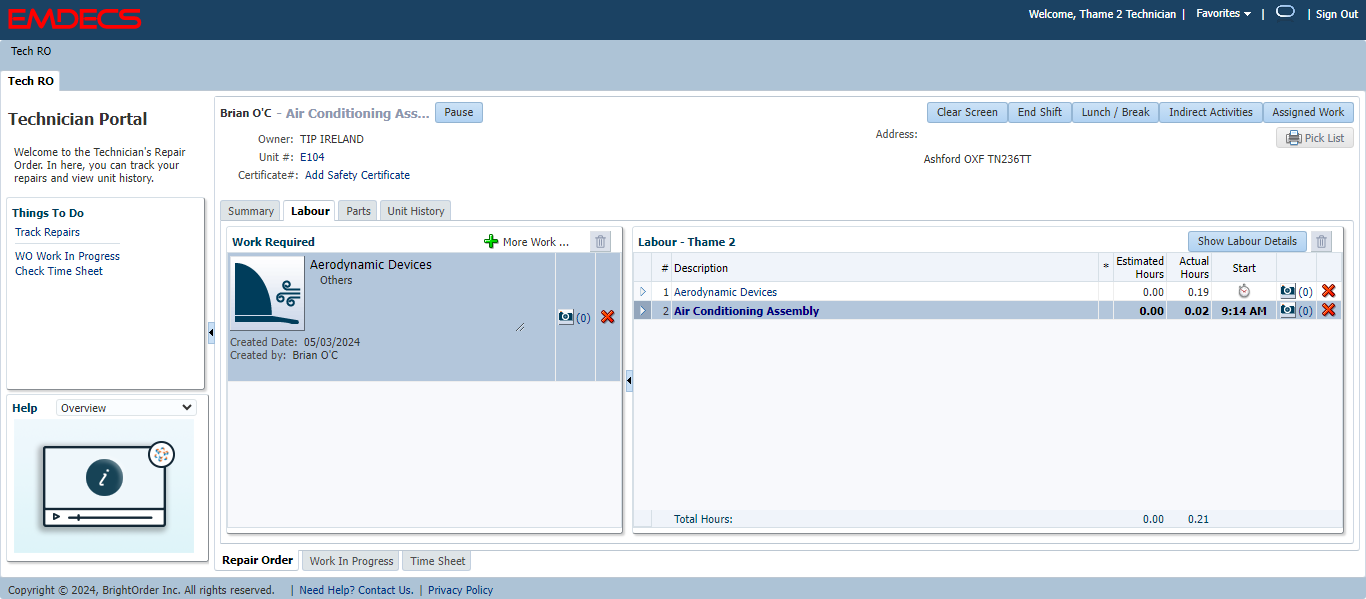 EMDECS
Welcome, Thame 2 Technician | Favorites | | Sign Out
Tech RO
Tech RO
Technician Portal
Welcome to the Technician's Repair
Order. In here, you can track your
repairs and view unit history.
Things To Do
Track Repairs
WO Work In Progress
Check Time Sheet
Help Overview
i
Brian O'C - Air Conditioning Ass... Pause
Clear Screen End Shift Lunch / Break Indirect Activities Assigned Work
Pick List
Owner: TIP IRELAND
Unit #: E104
Certificate#: Add Safety Certificate
Address:
Ashford OXF TN236TT
Summary Labour Parts Unit History
Work Required More Work ...
Aerodynamic Devices
Others
(0)
Created Date: 05/03/2024
Created by: Brian O'C
Labour - Thame 2 Show Labour Details
# Description * Estimated Hours Actual Hours Start
1 Aerodynamic Devices 0.00 0.19 (0)
2 Air Conditioning Assembly 0.00 0.02 9:14 AM (0)
Total Hours: 0.00 0.21
Repair Order Work In Progress Time Sheet
Copyright © 2024, BrightOrder Inc. All rights reserved. | Need Help? Contact Us. | Privacy Policy